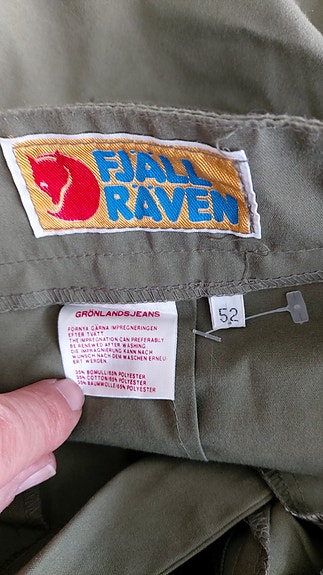 FJÄLL
RÄVEN
GRÖNLANDSJEANS
52
FÖRNYA GÄRNA IMPREGNERINGEN
EFTER TVÄTT
THE IMPREGNATION CAN PREFERABLY
BE RENEWED AFTER WASHING
DIE IMPRÄGNIERUNG KANN NACH
WUNSCH NACH DEM WASCHEN ERNEU
ERT WERDEN
35% BOMULL/65% POLYESTER
35% COTTON/65% POLYESTER
35% BAUMWOLLE/65% POLYESTER